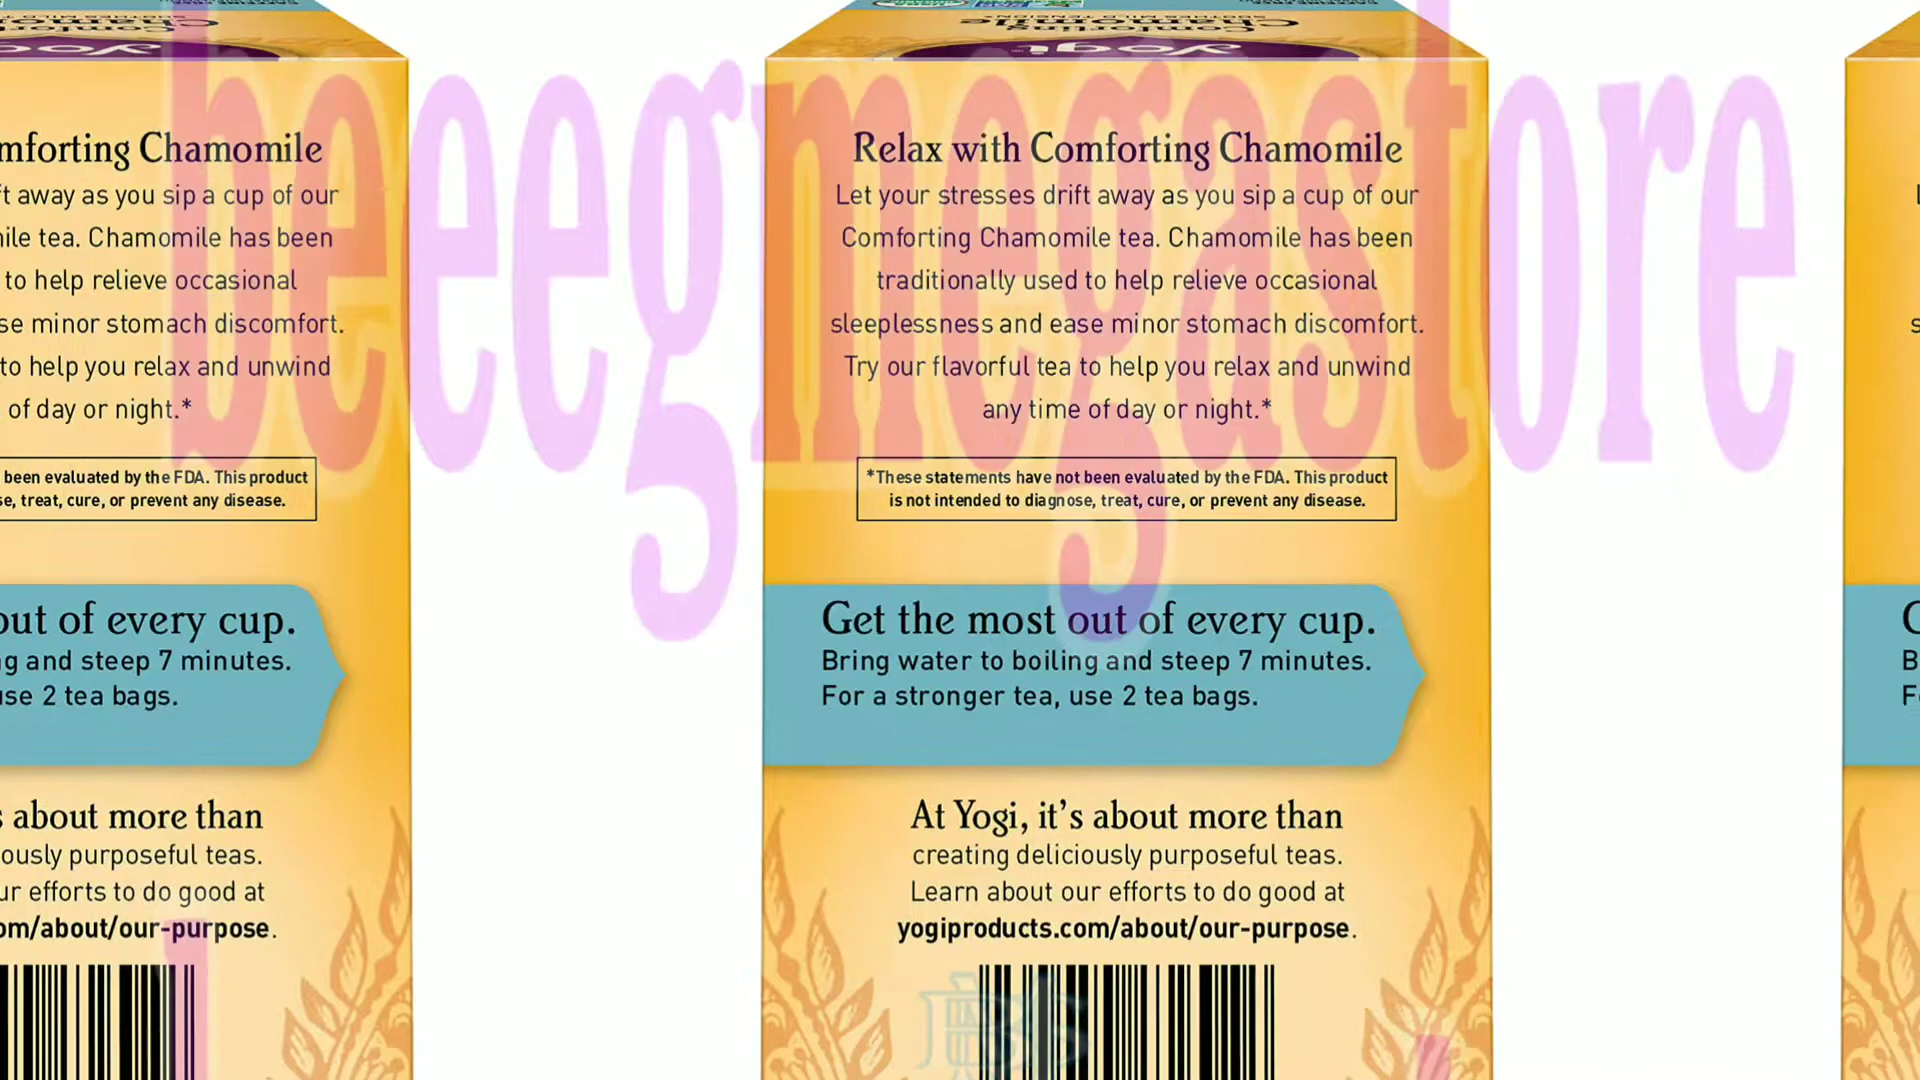 Comforting
Chamomile
yogi
mforting Chamomile
ft away as you sip a cup of our
ile tea. Chamomile has been
to help relieve occasional
se minor stomach discomfort.
to help you relax and unwind
of day or night.*
been evaluated by the FDA. This product
se, treat, cure, or prevent any disease.
out of every cup.
ng and steep 7 minutes.
use 2 tea bags.
s about more than
ously purposeful teas.
ur efforts to do good at
om/about/our-purpose.
beeegmegastore
Relax with Comforting Chamomile
Let your stresses drift away as you sip a cup of our
Comforting Chamomile tea. Chamomile has been
traditionally used to help relieve occasional
sleeplessness and ease minor stomach discomfort.
Try our flavorful tea to help you relax and unwind
any time of day or night.*
*These statements have not been evaluated by the FDA. This product
is not intended to diagnose, treat, cure, or prevent any disease.
Get the most out of every cup.
Bring water to boiling and steep 7 minutes.
For a stronger tea, use 2 tea bags.
At Yogi, it's about more than
creating deliciously purposeful teas.
Learn about our efforts to do good at
yogiproducts.com/about/our-purpose.